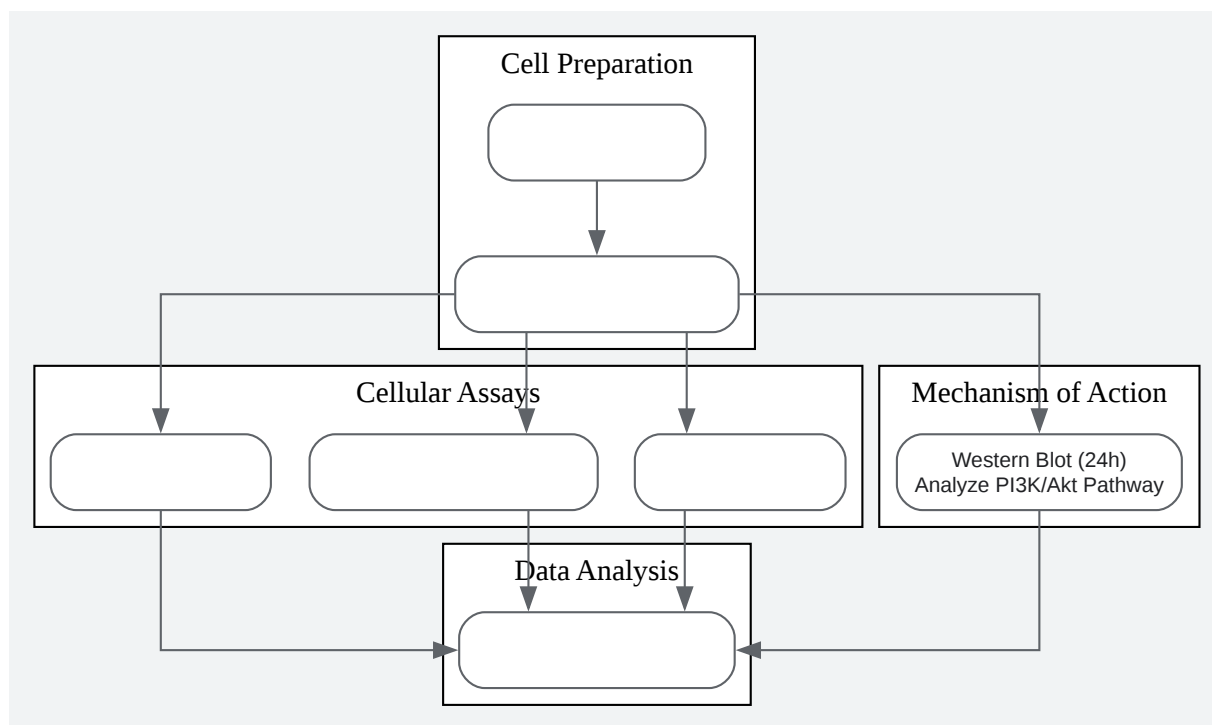 Cell Preparation
Cellular Assays
Mechanism of Action
Western Blot (24h)
Analyze PI3K/Akt Pathway
Data Analysis